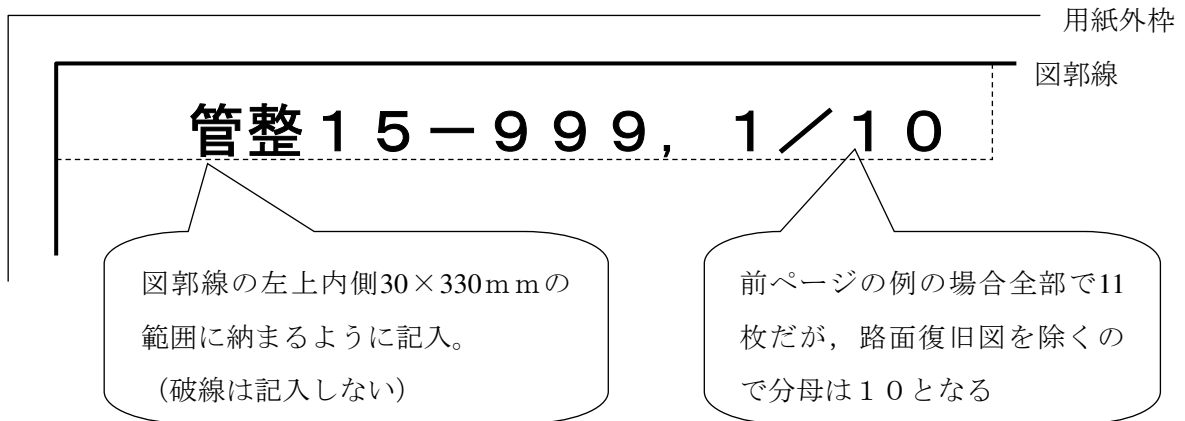 用紙外枠
図郭線
管整１５－９９９，１／１０
図郭線の左上内側30×330ｍｍの
範囲に納まるように記入。
（破線は記入しない）
前ページの例の場合全部で11
枚だが，路面復旧図を除くの
で分母は１０となる